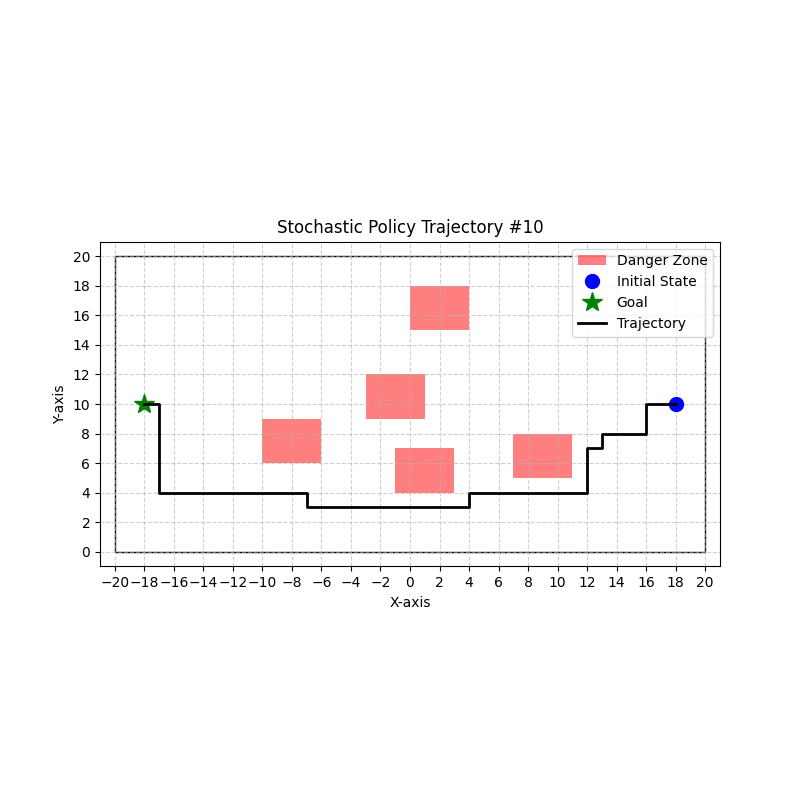 Stochastic Policy Trajectory #10
Danger Zone
Initial State
Goal
Trajectory
Y-axis
20
18
16
14
12
10
8
6
4
2
0
−20 −18 −16 −14 −12 −10 −8 −6 −4 −2 0 2 4 6 8 10 12 14 16 18 20
X-axis